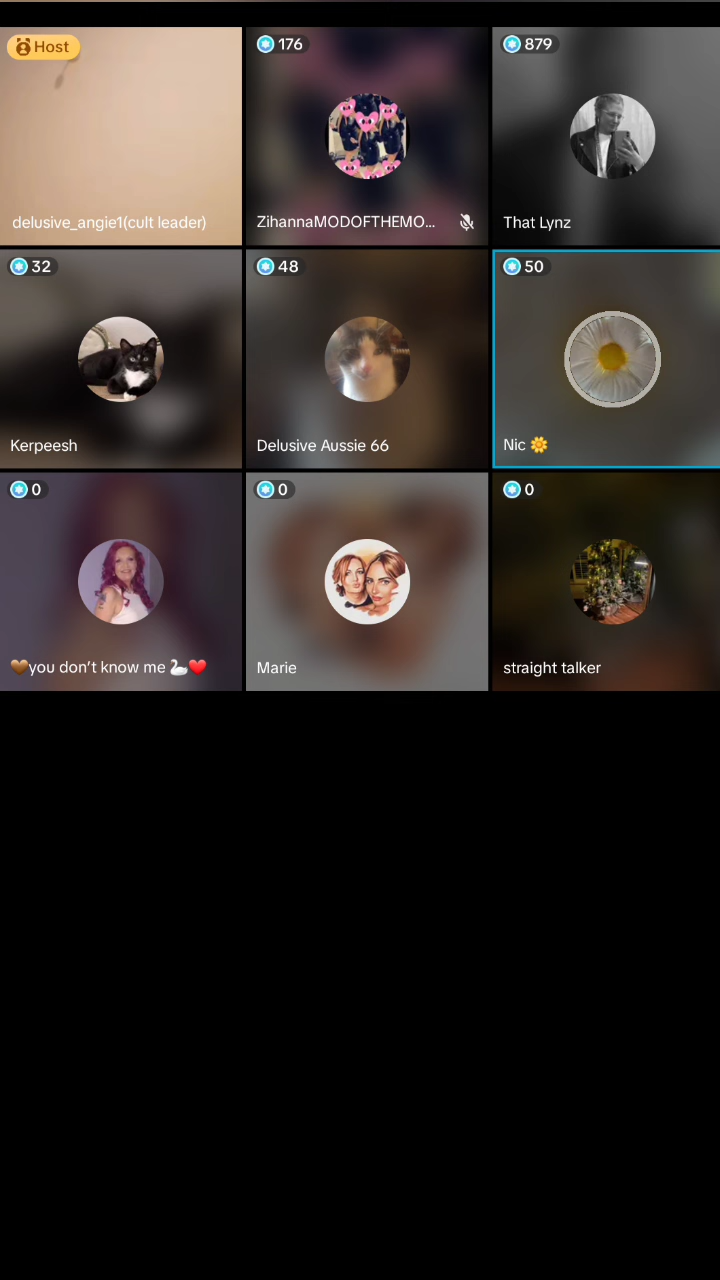 Host
176
879
delusive_angie1(cult leader)
ZihannaMODOFTHEMO...
That Lynz
32
48
50
Kerpeesh
Delusive Aussie 66
Nic 🌼
0
0
0
🤎you don't know me 🦢❤️
Marie
straight talker